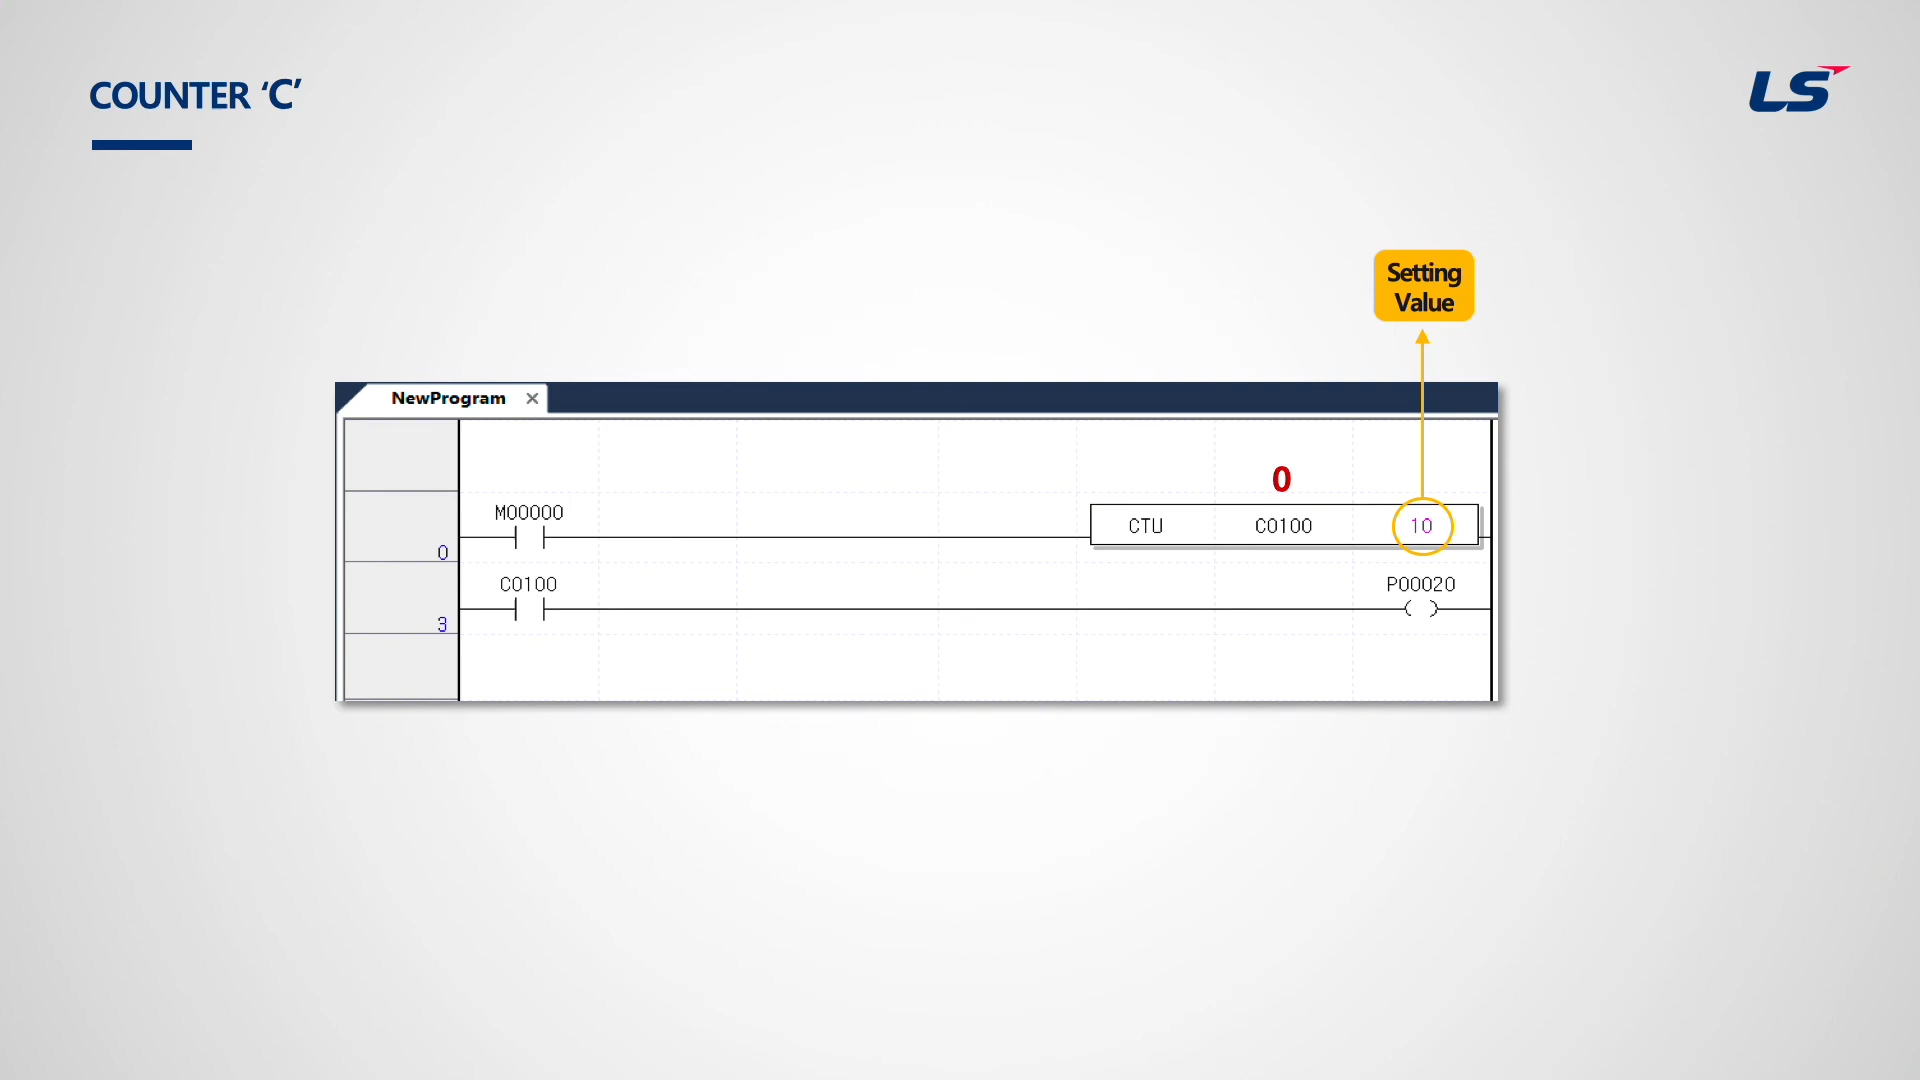 COUNTER ‘C’
LS
Setting
Value
NewProgram
0
M00000
CTU C0100 10
0
C0100
P00020
3